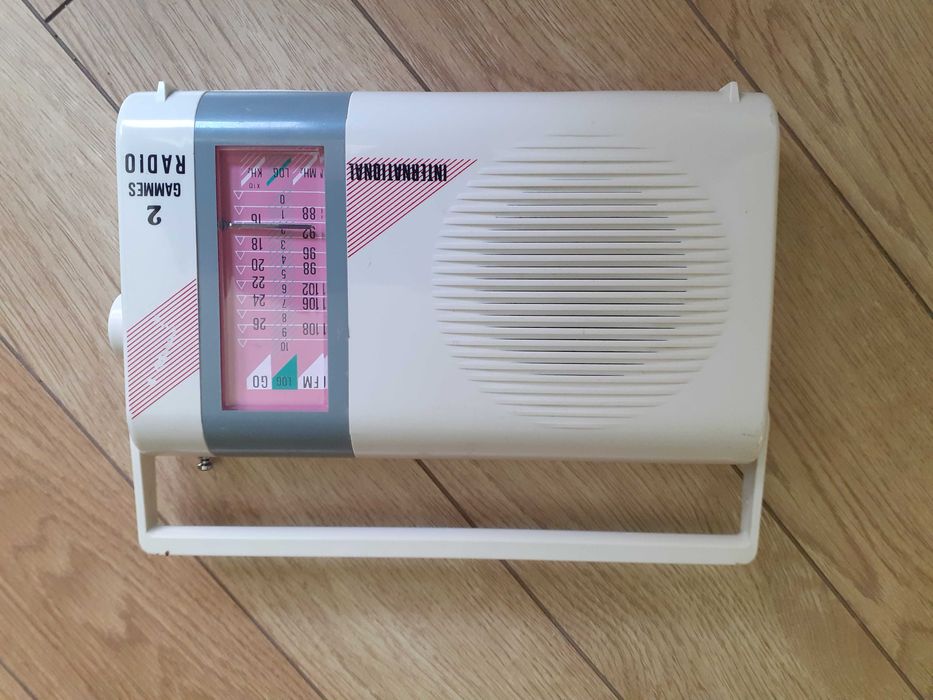 FM LOG GO
10
108 9 26
8
106 7 24
102 6 22
98 5 20
96 4
3 18
92 2
88 1 16
0
X10
MHz LOG KHz
INTERNATIONAL
2
GAMMES
RADIO